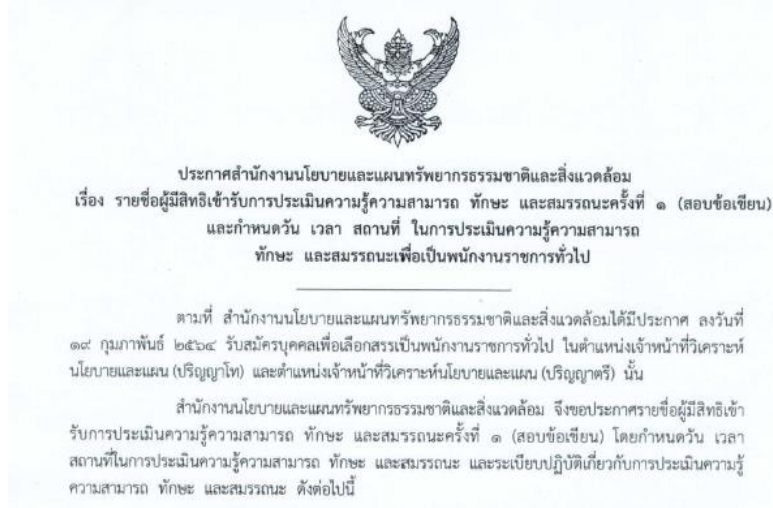 ประกาศสำนักงานนโยบายและแผนทรัพยากรธรรมชาติและสิ่งแวดล้อม
เรื่อง รายชื่อผู้มีสิทธิเข้ารับการประเมินความรู้ความสามารถ ทักษะ และสมรรถนะครั้งที่ ๑ (สอบข้อเขียน)
และกำหนดวัน เวลา สถานที่ ในการประเมินความรู้ความสามารถ
ทักษะ และสมรรถนะเพื่อเป็นพนักงานราชการทั่วไป
ตามที่ สำนักงานนโยบายและแผนทรัพยากรธรรมชาติและสิ่งแวดล้อมได้มีประกาศ ลงวันที่
๑๙ กุมภาพันธ์ ๒๕๖๔ รับสมัครบุคคลเพื่อเลือกสรรเป็นพนักงานราชการทั่วไป ในตำแหน่งเจ้าหน้าที่วิเคราะห์
นโยบายและแผน (ปริญญาโท) และตำแหน่งเจ้าหน้าที่วิเคราะห์นโยบายและแผน (ปริญญาตรี) นั้น
สำนักงานนโยบายและแผนทรัพยากรธรรมชาติและสิ่งแวดล้อม จึงขอประกาศรายชื่อผู้มีสิทธิเข้า
รับการประเมินความรู้ความสามารถ ทักษะ และสมรรถนะครั้งที่ ๑ (สอบข้อเขียน) โดยกำหนดวัน เวลา
สถานที่ในการประเมินความรู้ความสามารถ ทักษะ และสมรรถนะ และระเบียบปฏิบัติเกี่ยวกับการประเมินความรู้
ความสามารถ ทักษะ และสมรรถนะ ดังต่อไปนี้